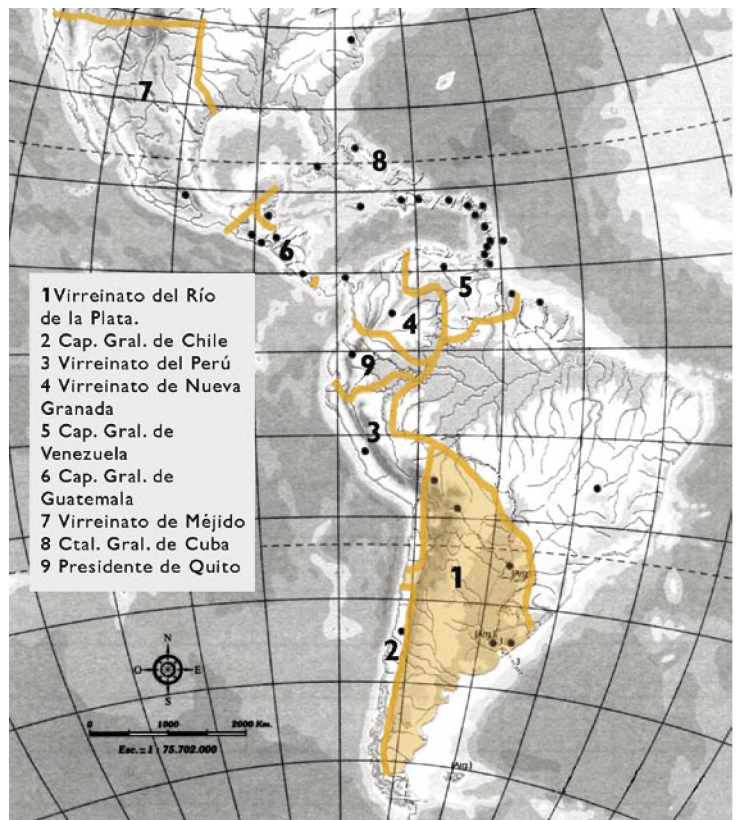 7
8
6
5
4
9
3
1
2
1 Virreinato del Río
de la Plata.
2 Cap. Gral. de Chile
3 Virreinato del Perú
4 Virreinato de Nueva
Granada
5 Cap. Gral. de
Venezuela
6 Cap. Gral. de
Guatemala
7 Virreinato de Méjido
8 Ctal. Gral. de Cuba
9 Presidente de Quito
N
O E
S
0 1000 2000 Km.
Esc. = 1 : 75.702.000
(Arg.)